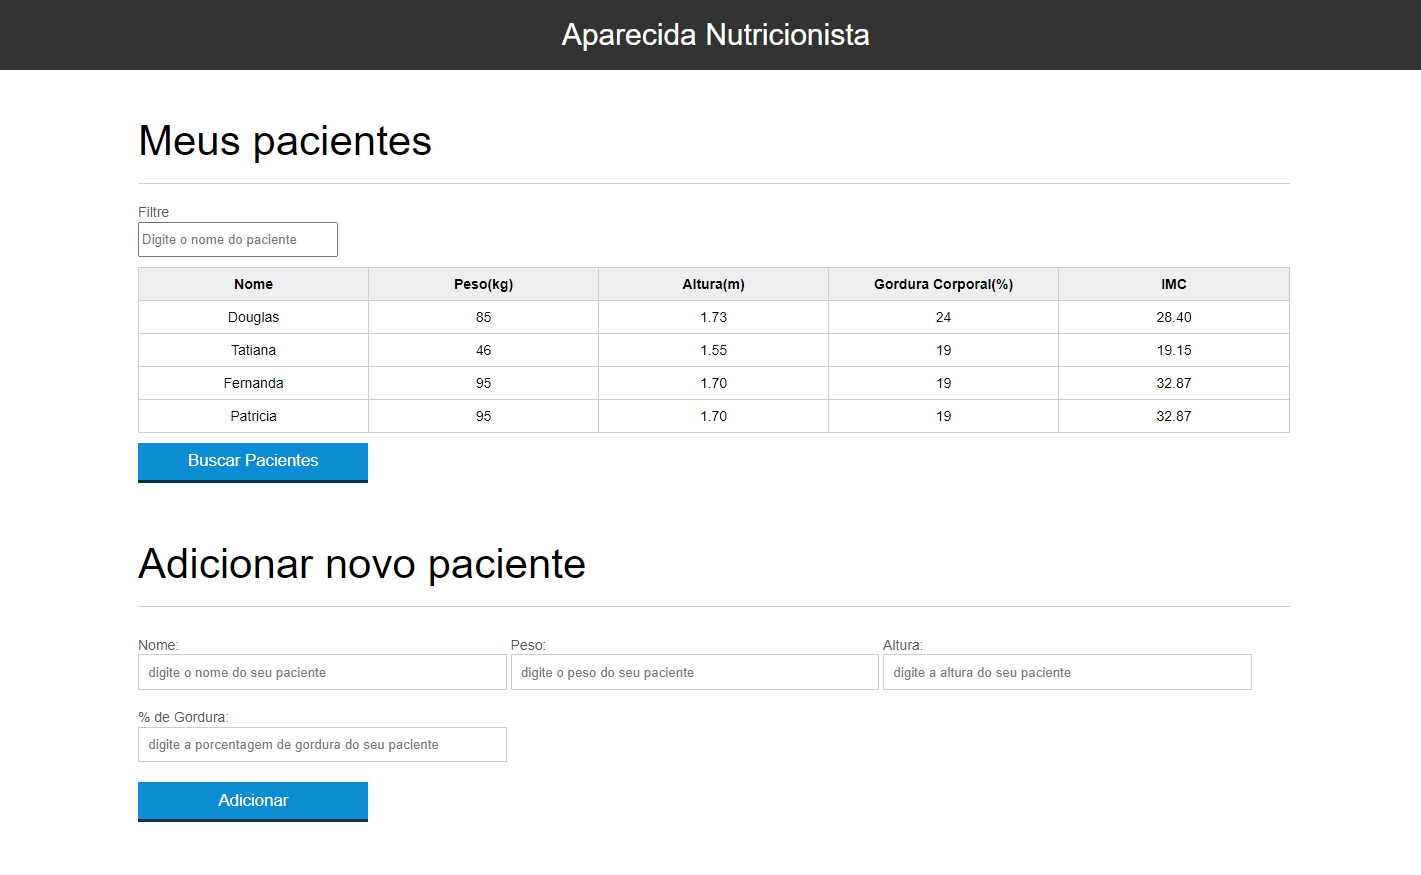 Aparecida Nutricionista
Meus pacientes
Filtre
Digite o nome do paciente
Nome Peso(kg) Altura(m) Gordura Corporal(%) IMC
Douglas 85 1.73 24 28.40
Tatiana 46 1.55 19 19.15
Fernanda 95 1.70 19 32.87
Patricia 95 1.70 19 32.87
Buscar Pacientes
Adicionar novo paciente
Nome: Peso: Altura:
digite o nome do seu paciente digite o peso do seu paciente digite a altura do seu paciente
% de Gordura:
digite a porcentagem de gordura do seu paciente
Adicionar